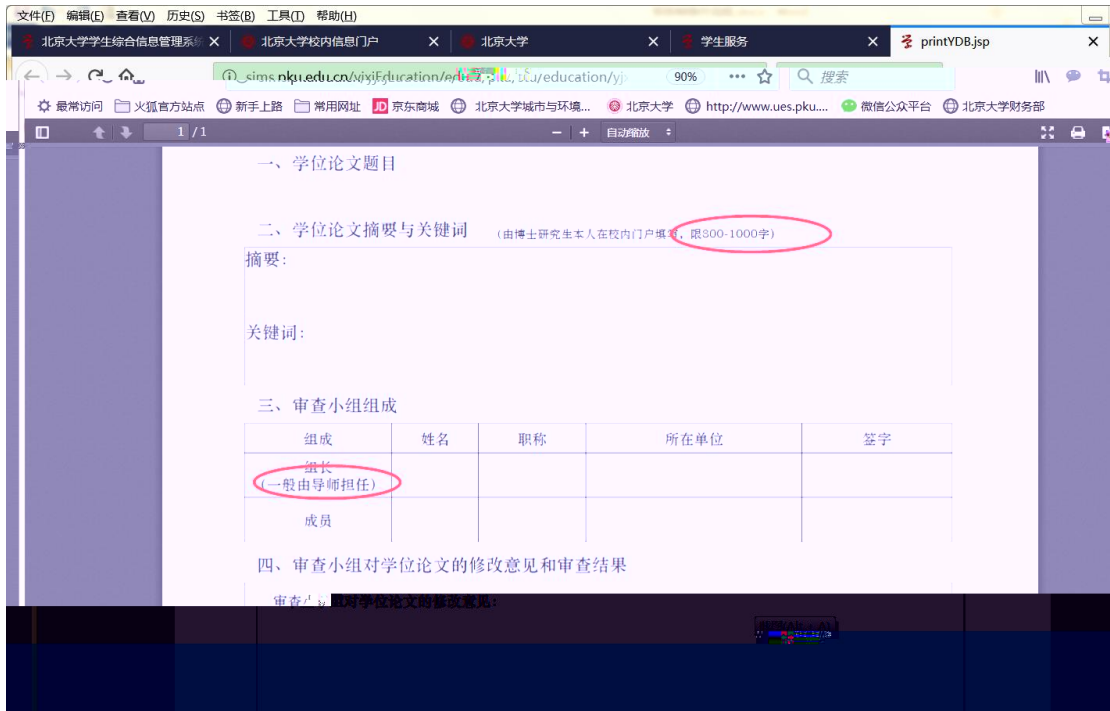 文件(F) 编辑(E) 查看(V) 历史(S) 书签(B) 工具(T) 帮助(H)
北京大学学生综合信息管理系统 北京大学校内信息门户 北京大学 学生服务 printYDB.jsp
90% 搜索
最常访问 火狐官方站点 新手上路 常用网址 JD 京东商城 北京大学城市与环境... 北京大学 http://www.ues.pku.... 微信公众平台 北京大学财务部
1 /1 自动缩放
一、学位论文题目
二、学位论文摘要与关键词 (由博士研究生本人在校内门户填写，限800-1000字)
摘要：
关键词：
三、审查小组组成
组成 姓名 职称 所在单位 签字
组长
(一般由导师担任)
成员
四、审查小组对学位论文的修改意见和审查结果
审查小组对学位论文的修改意见：